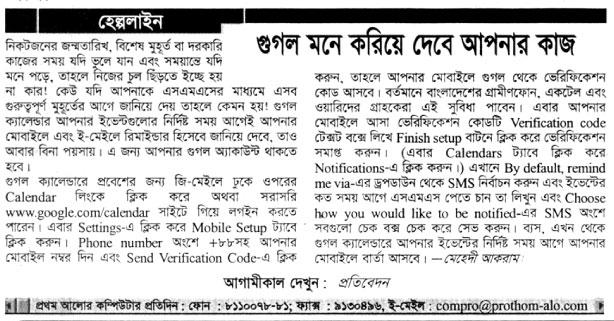 হেল্পলাইন
গুগল মনে করিয়ে দেবে আপনার কাজ
নিকটজনের জন্মতারিখ, বিশেষ মুহূর্ত বা দরকারি
কাজের সময় যদি ভুলে যান এবং সময়ান্তে যদি
মনে পড়ে, তাহলে নিজের চুল ছিঁড়তে ইচ্ছে হয়
না কার! কেউ যদি আপনাকে এসএমএসের মাধ্যমে এসব
গুরুত্বপূর্ণ মুহূর্তের আগে জানিয়ে দেয় তাহলে কেমন হয়! গুগল
ক্যালেন্ডার আপনার ইভেন্টগুলোর নির্দিষ্ট সময় আগেই আপনার
মোবাইলে এবং ই-মেইলে রিমাইন্ডার হিসেবে জানিয়ে দেবে, তাও
আবার বিনা পয়সায়। এ জন্য আপনার গুগল অ্যাকাউন্ট থাকতে
হবে।
গুগল ক্যালেন্ডারে প্রবেশের জন্য জি-মেইলে ঢুকে ওপরের
Calendar লিংকে ক্লিক করে অথবা সরাসরি
www.google.com/calendar সাইটে গিয়ে লগইন করতে
পারেন। এবার Settings-এ ক্লিক করে Mobile Setup ট্যাবে
ক্লিক করুন। Phone number অংশে +৮৮সহ আপনার
মোবাইল নম্বর দিন এবং Send Verification Code-এ ক্লিক
করুন, তাহলে আপনার মোবাইলে গুগল থেকে ভেরিফিকেশন
কোড আসবে। বর্তমানে বাংলাদেশের গ্রামীণফোন, একটেল এবং
ওয়ারিদের গ্রাহকেরা এই সুবিধা পাবেন। এবার আপনার
মোবাইলে আসা ভেরিফিকেশন কোডটি Verification code
টেক্সট বক্সে লিখে Finish setup বাটনে ক্লিক করে ভেরিফিকেশন
সমাপ্ত করুন। (এবার Calendars ট্যাবে ক্লিক করে
Notifications-এ ক্লিক করুন।) এখানে By default, remind
me via-এর ড্রপডাউন থেকে SMS নির্বাচন করুন এবং ইভেন্টের
কত সময় আগে এসএমএস পেতে চান তা লিখুন এবং Choose
how you would like to be notified-এর SMS অংশে
সবগুলো চেক বক্স চেক করে সেভ করুন। ব্যস, এখন থেকে
গুগল ক্যালেন্ডারে আপনার ইভেন্টের নির্দিষ্ট সময় আগে আপনার
মোবাইলে বার্তা আসবে। —মেহেদী আকরাম
আগামীকাল দেখুন : প্রতিবেদন
প্রথম আলোর কম্পিউটার প্রতিদিন : ফোন : ৮১১০০৭৮-৮১; ফ্যাক্স : ৯১৩০৪৯৬, ই-মেইল : compro@prothom-alo.com